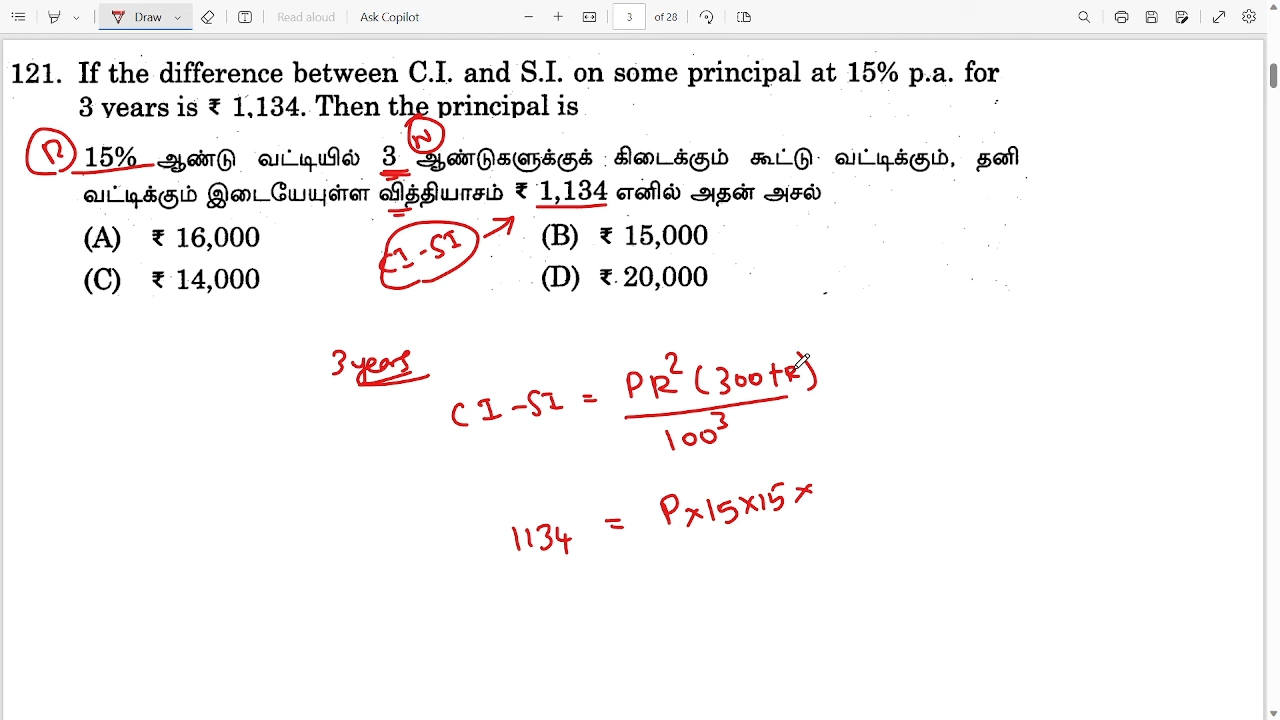 Draw Read aloud Ask Copilot 3 of 28
121. If the difference between C.I. and S.I. on some principal at 15% p.a. for
3 years is ₹ 1,134. Then the principal is
N
R 15% ஆண்டு வட்டியில் 3 ஆண்டுகளுக்குக் கிடைக்கும் கூட்டு வட்டிக்கும், தனி
வட்டிக்கும் இடையேயுள்ள வித்தியாசம் ₹ 1,134 எனில் அதன் அசல்
(A) ₹ 16,000 (B) ₹ 15,000
CI-SI
(C) ₹ 14,000 (D) ₹ 20,000
3 years
CI-SI = PR² (300+R)
100³
1134 = P×15×15×